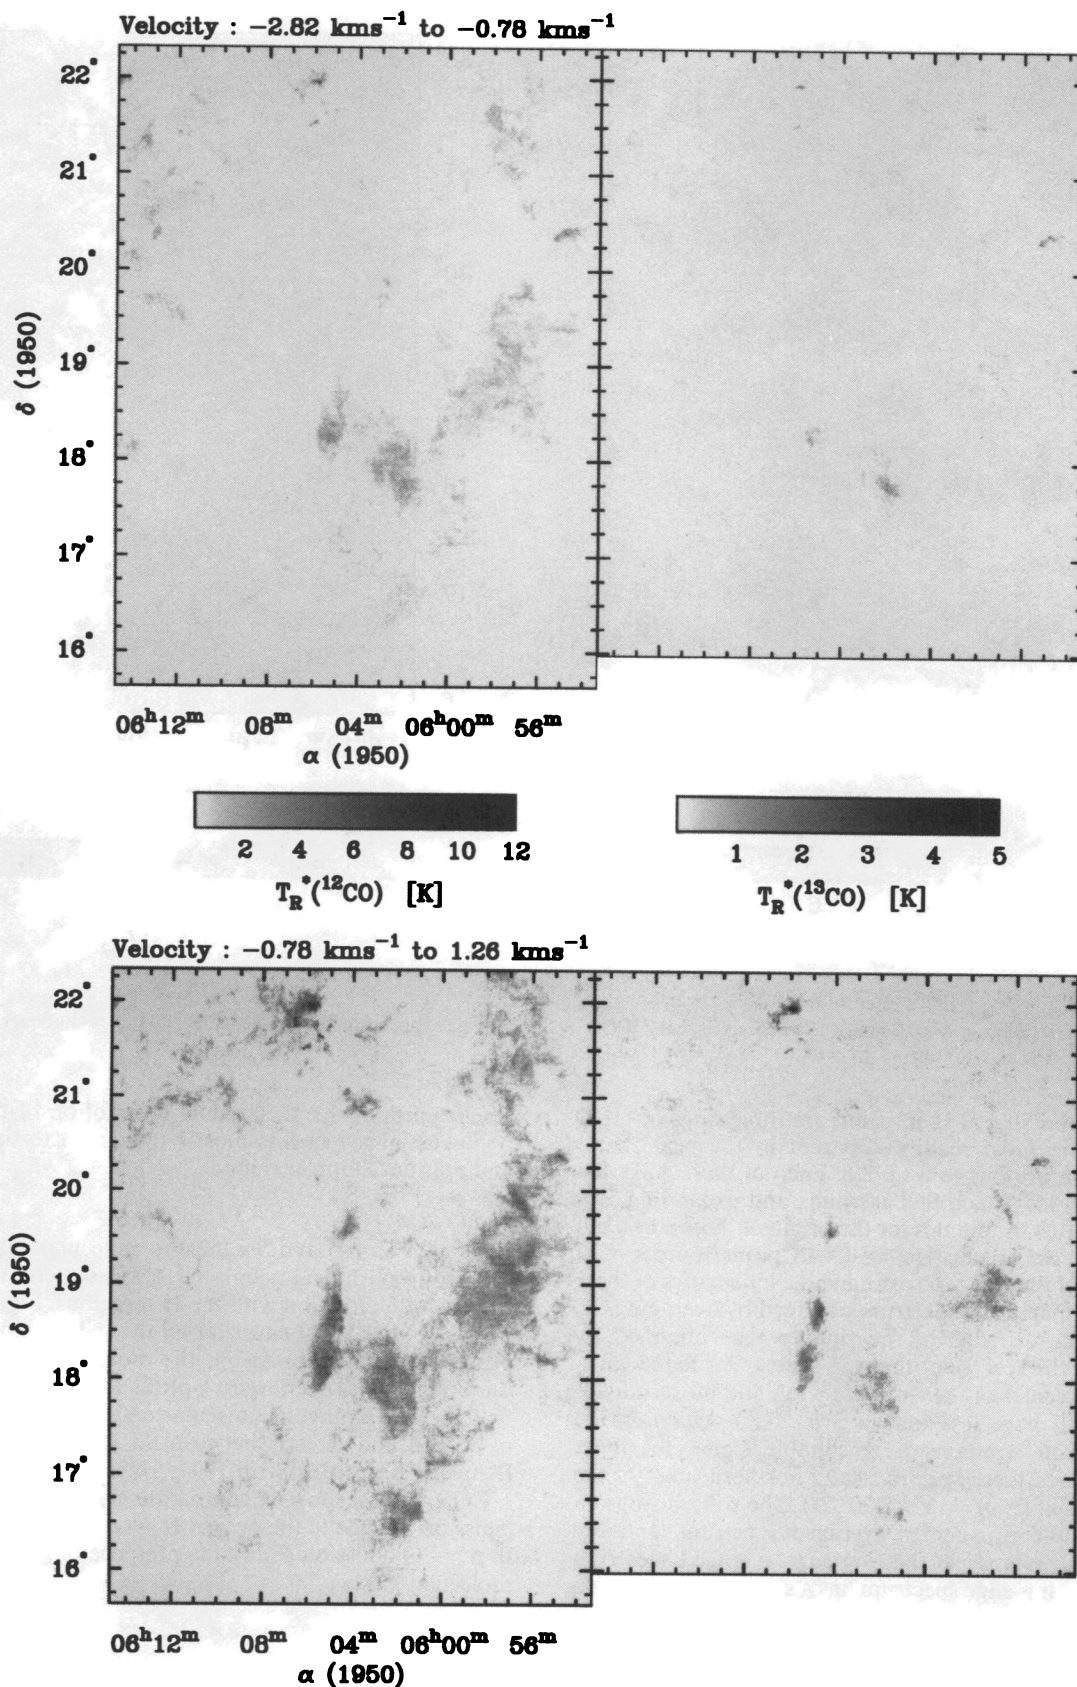 Velocity : −2.82 kms⁻¹ to −0.78 kms⁻¹
22°
21°
20°
19°
18°
17°
16°
δ (1950)
06ʰ12ᵐ 08ᵐ 04ᵐ 06ʰ00ᵐ 56ᵐ
α (1950)
2 4 6 8 10 12
T_R*(¹²CO) [K]
1 2 3 4 5
T_R*(¹³CO) [K]
Velocity : −0.78 kms⁻¹ to 1.26 kms⁻¹
22°
21°
20°
19°
18°
17°
16°
δ (1950)
06ʰ12ᵐ 08ᵐ 04ᵐ 06ʰ00ᵐ 56ᵐ
α (1950)